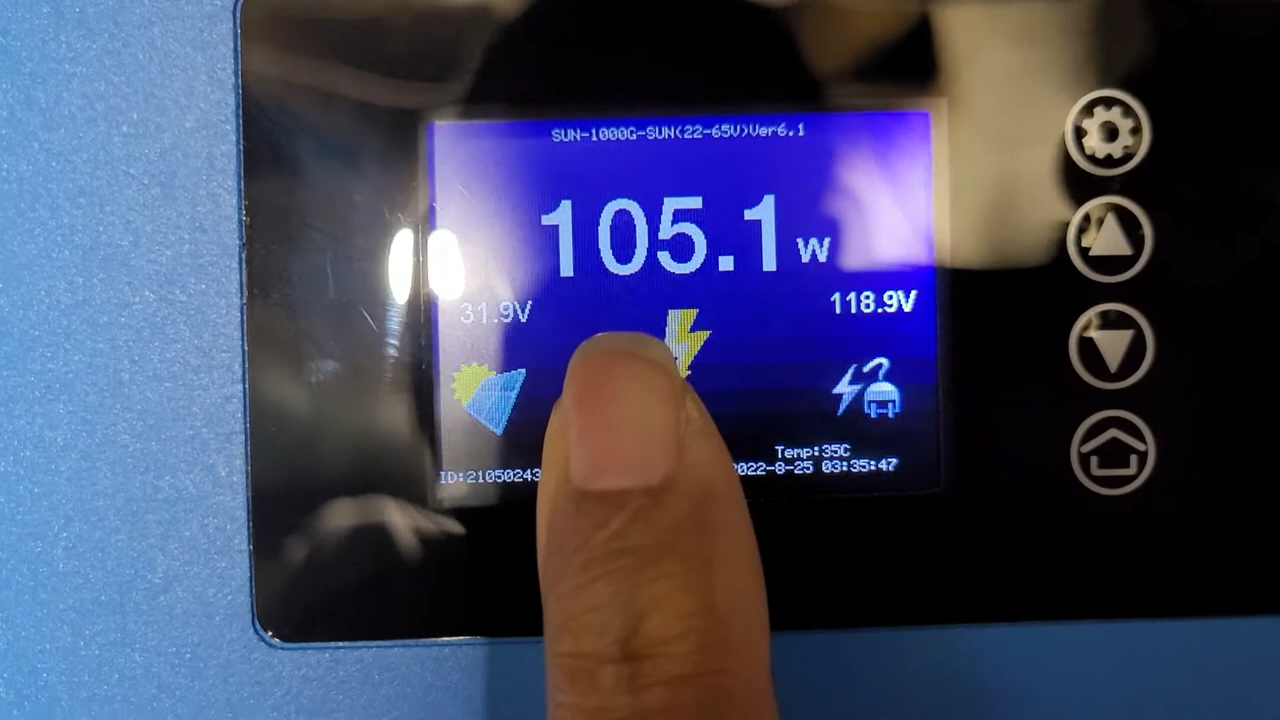 SUN-1000G-SUN(22-65V)Ver6.1
105.1 W
31.9V
118.9V
Temp:35C
ID:21050243
022-8-25 03:35:47